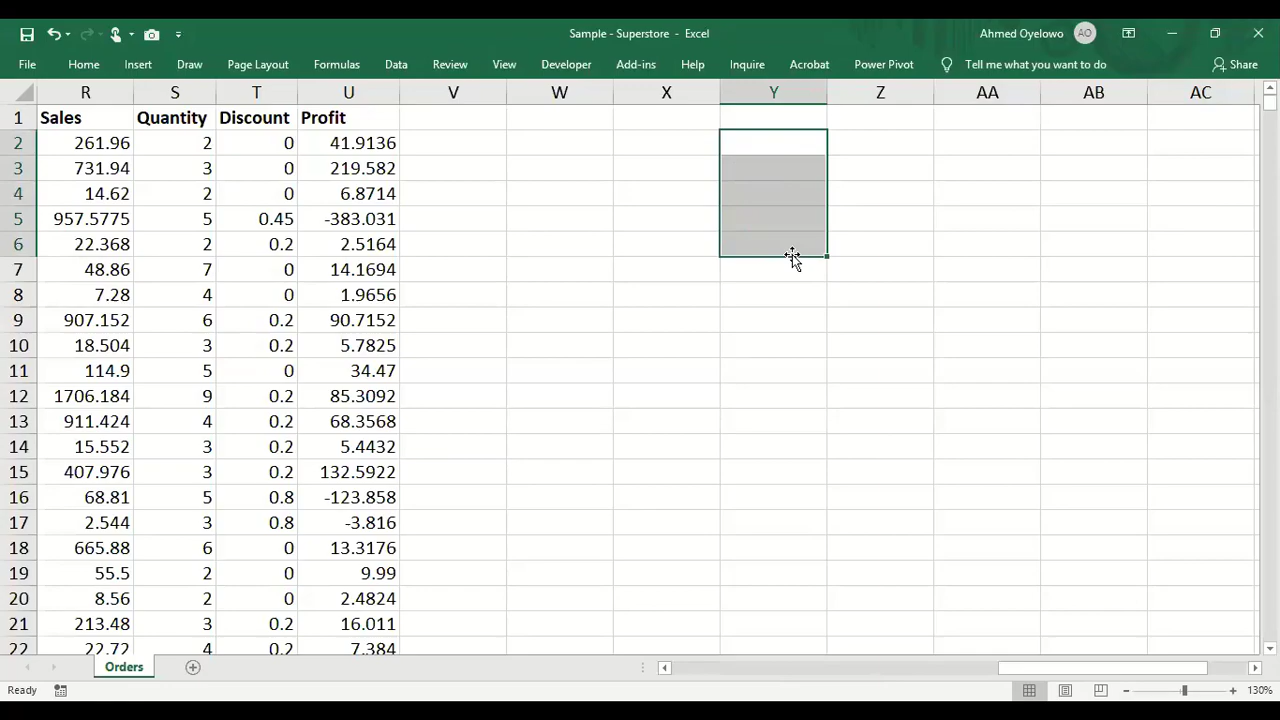 Sample - Superstore - Excel
Ahmed Oyelowo AO
File Home Insert Draw Page Layout Formulas Data Review View Developer Add-ins Help Inquire Acrobat Power Pivot Tell me what you want to do Share
R S T U V W X Y Z AA AB AC
1 Sales Quantity Discount Profit
2 261.96 2 0 41.9136
3 731.94 3 0 219.582
4 14.62 2 0 6.8714
5 957.5775 5 0.45 -383.031
6 22.368 2 0.2 2.5164
7 48.86 7 0 14.1694
8 7.28 4 0 1.9656
9 907.152 6 0.2 90.7152
10 18.504 3 0.2 5.7825
11 114.9 5 0 34.47
12 1706.184 9 0.2 85.3092
13 911.424 4 0.2 68.3568
14 15.552 3 0.2 5.4432
15 407.976 3 0.2 132.5922
16 68.81 5 0.8 -123.858
17 2.544 3 0.8 -3.816
18 665.88 6 0 13.3176
19 55.5 2 0 9.99
20 8.56 2 0 2.4824
21 213.48 3 0.2 16.011
22 22.72 4 0.2 7.384
Orders
Ready 130%